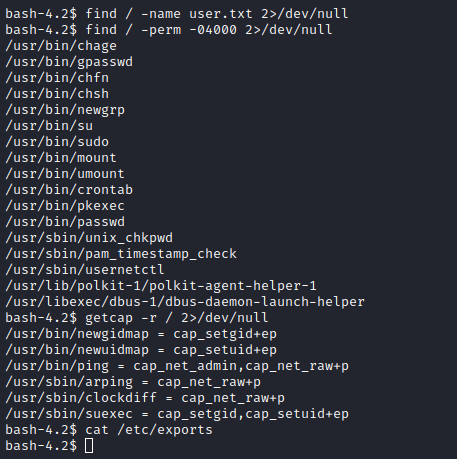 bash-4.2$ find / -name user.txt 2>/dev/null
bash-4.2$ find / -perm -04000 2>/dev/null
/usr/bin/chage
/usr/bin/gpasswd
/usr/bin/chfn
/usr/bin/chsh
/usr/bin/newgrp
/usr/bin/su
/usr/bin/sudo
/usr/bin/mount
/usr/bin/umount
/usr/bin/crontab
/usr/bin/pkexec
/usr/bin/passwd
/usr/sbin/unix_chkpwd
/usr/sbin/pam_timestamp_check
/usr/sbin/usernetctl
/usr/lib/polkit-1/polkit-agent-helper-1
/usr/libexec/dbus-1/dbus-daemon-launch-helper
bash-4.2$ getcap -r / 2>/dev/null
/usr/bin/newgidmap = cap_setgid+ep
/usr/bin/newuidmap = cap_setuid+ep
/usr/bin/ping = cap_net_admin,cap_net_raw+p
/usr/sbin/arping = cap_net_raw+p
/usr/sbin/clockdiff = cap_net_raw+p
/usr/sbin/suexec = cap_setgid,cap_setuid+ep
bash-4.2$ cat /etc/exports
bash-4.2$